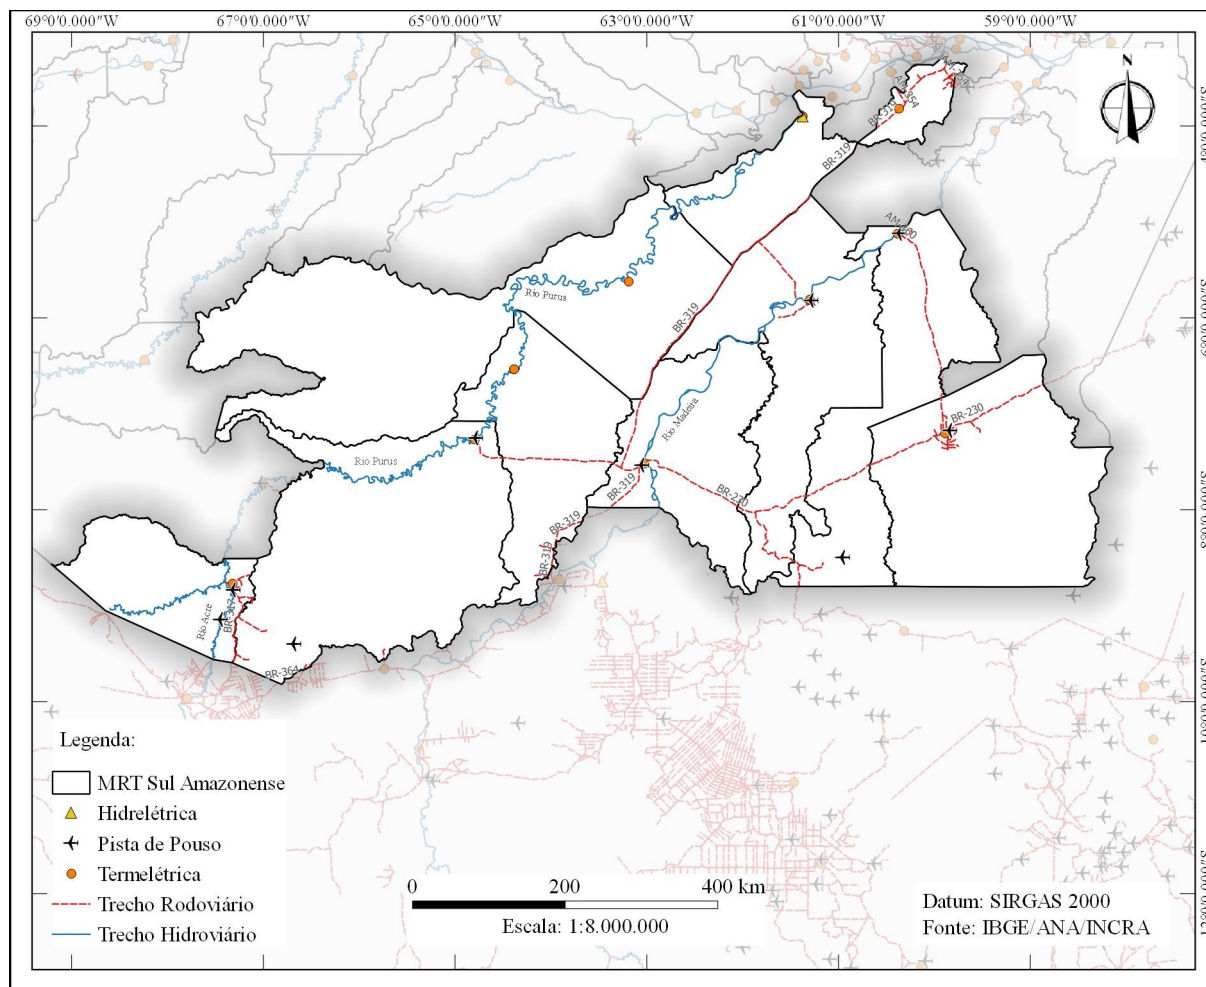 69°0'0.000"W 67°0'0.000"W 65°0'0.000"W 63°0'0.000"W 61°0'0.000"W 59°0'0.000"W
N
BR-319
BR-319
Rio Purus
BR-319
Rio Madeira
Rio Purus
BR-230
BR-319
BR-230
BR-319
BR-319
Rio Acre
BR-317
BR-364
Legenda:
MRT Sul Amazonense
Hidrelétrica
Pista de Pouso
Termelétrica
Trecho Rodoviário
Trecho Hidroviário
0 200 400 km
Escala: 1:8.000.000
Datum: SIRGAS 2000
Fonte: IBGE/ANA/INCRA